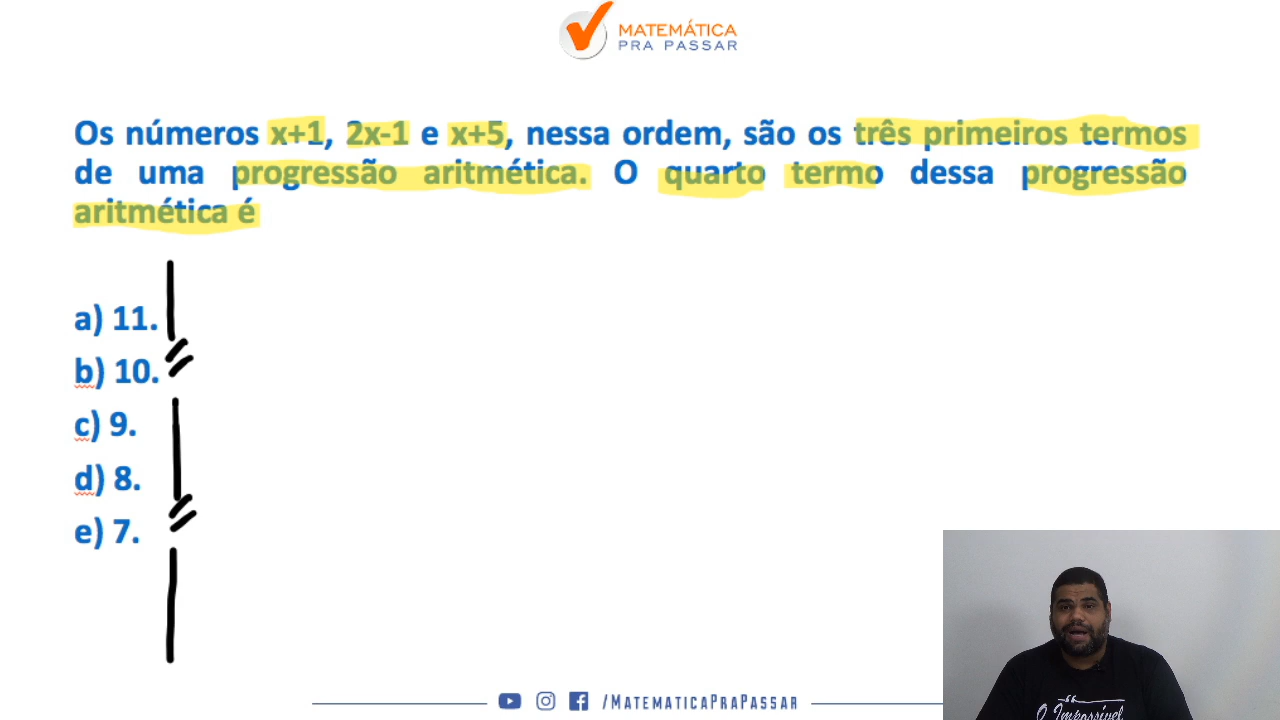 MATEMÁTICA
PRA PASSAR
Os números x+1, 2x-1 e x+5, nessa ordem, são os três primeiros termos
de uma progressão aritmética. O quarto termo dessa progressão
aritmética é
a) 11.
b) 10.
c) 9.
d) 8.
e) 7.
O Impossível
/MATEMATICAPRAPASSAR